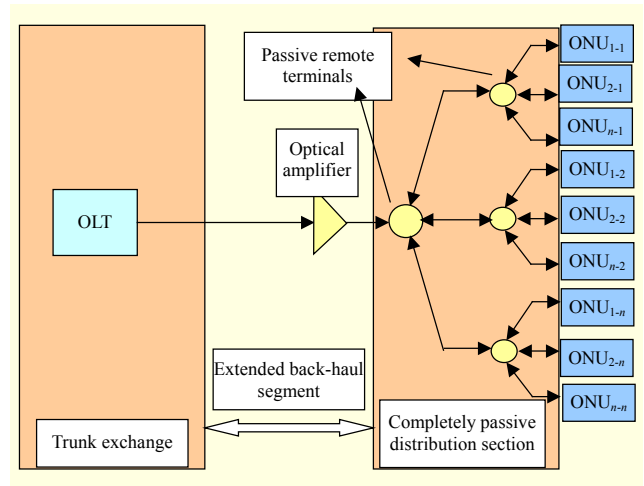 Passive remote
terminals
Optical
amplifier
OLT
ONU1-1
ONU2-1
ONUn-1
ONU1-2
ONU2-2
ONUn-2
ONU1-n
ONU2-n
ONUn-n
Extended back-haul
segment
Trunk exchange
Completely passive
distribution section